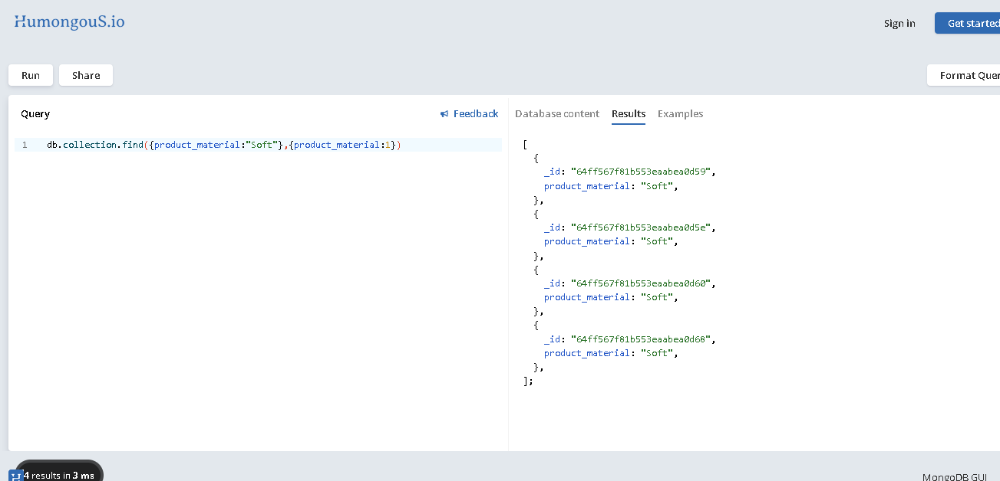 HumongouS.io
Sign in
Get started
Run
Share
Format Quer
Query
Feedback
1 db.collection.find({product_material:"Soft"},{product_material:1})
Database content
Results
Examples
[
{
_id: "64ff567f81b553eaabea0d59",
product_material: "Soft",
},
{
_id: "64ff567f81b553eaabea0d5e",
product_material: "Soft",
},
{
_id: "64ff567f81b553eaabea0d60",
product_material: "Soft",
},
{
_id: "64ff567f81b553eaabea0d68",
product_material: "Soft",
},
];
H
4 results in 3 ms
MongoDB GUI